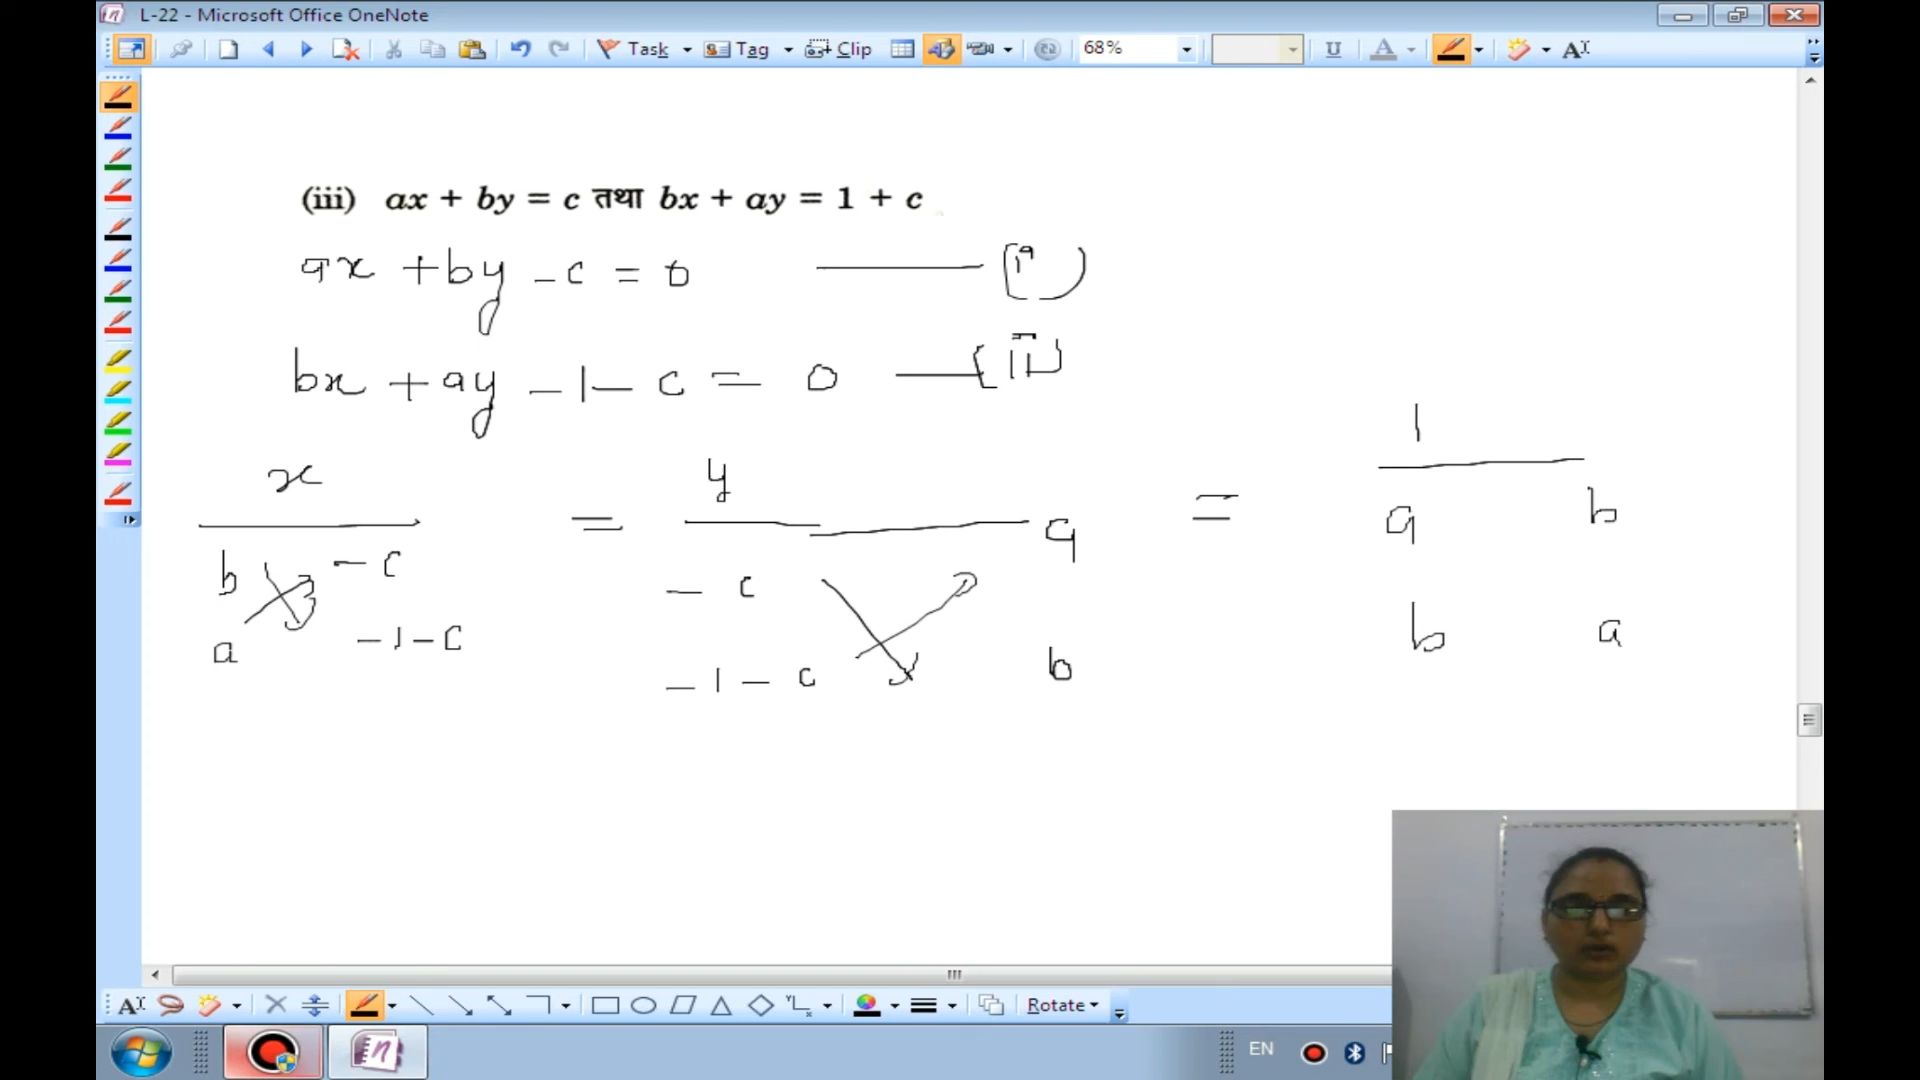 L-22 - Microsoft Office OneNote
Task Tag Clip 68% U A
(iii) ax + by = c तथा bx + ay = 1 + c
ax + by - c = 0 —— (i)
bx + ay - 1 - c = 0 —— (ii)
x = y = 1
b - c - c a a b
a - 1 - c - 1 - c b b a
Rotate
EN